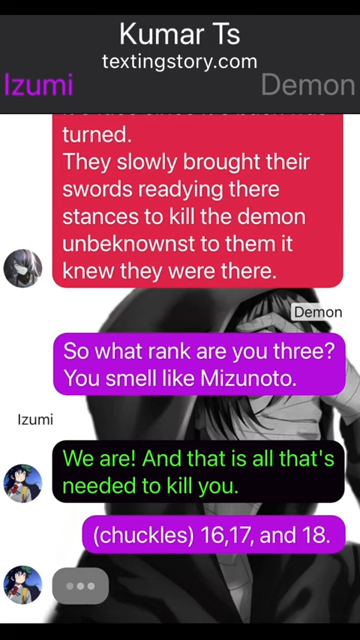 Kumar Ts
textingstory.com
Izumi
Demon
turned.
They slowly brought their
swords readying there
stances to kill the demon
unbeknownst to them it
knew they were there.
Demon
So what rank are you three?
You smell like Mizunoto.
Izumi
We are! And that is all that's
needed to kill you.
(chuckles) 16,17, and 18.